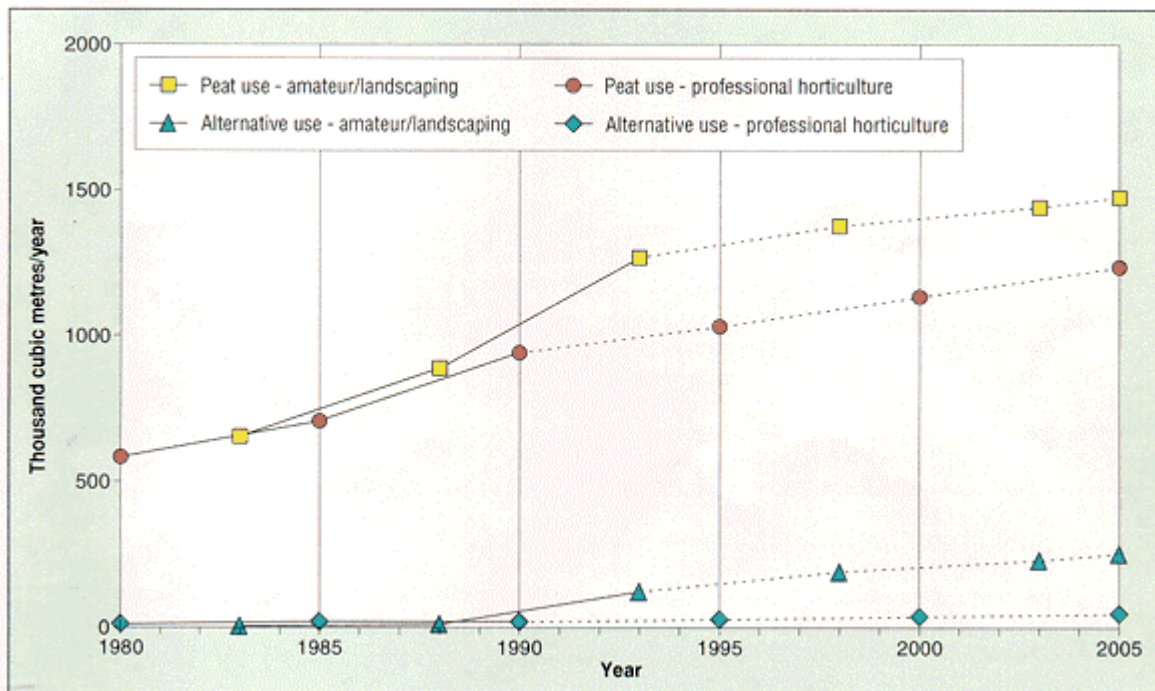 2000
Peat use - amateur/landscaping
Peat use - professional horticulture
Alternative use - amateur/landscaping
Alternative use - professional horticulture
1500
1000
500
0
Thousand cubic metres/year
1980 1985 1990 1995 2000 2005
Year